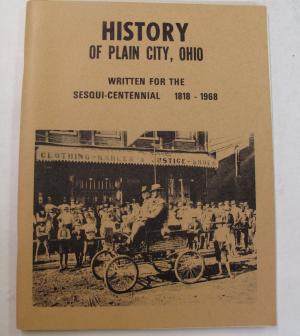 HISTORY
OF PLAIN CITY, OHIO
WRITTEN FOR THE
SESQUI-CENTENNIAL 1818 - 1968
CLOTHING